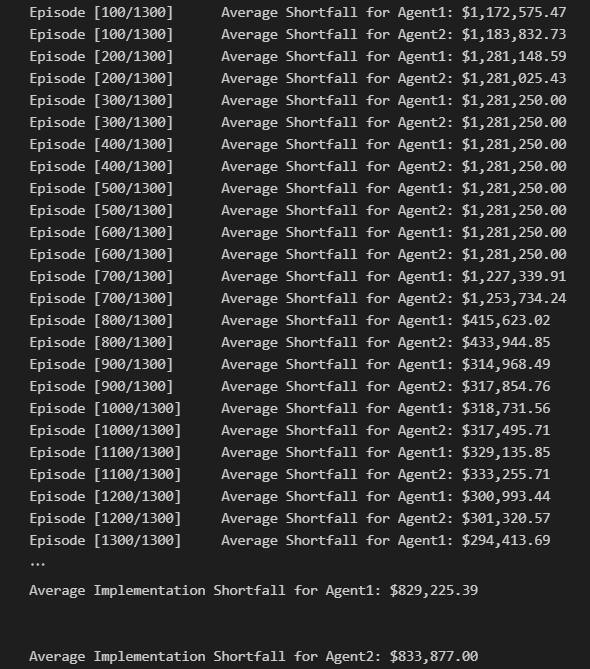 Episode [100/1300] Average Shortfall for Agent1: $1,172,575.47
Episode [100/1300] Average Shortfall for Agent2: $1,183,832.73
Episode [200/1300] Average Shortfall for Agent1: $1,281,148.59
Episode [200/1300] Average Shortfall for Agent2: $1,281,025.43
Episode [300/1300] Average Shortfall for Agent1: $1,281,250.00
Episode [300/1300] Average Shortfall for Agent2: $1,281,250.00
Episode [400/1300] Average Shortfall for Agent1: $1,281,250.00
Episode [400/1300] Average Shortfall for Agent2: $1,281,250.00
Episode [500/1300] Average Shortfall for Agent1: $1,281,250.00
Episode [500/1300] Average Shortfall for Agent2: $1,281,250.00
Episode [600/1300] Average Shortfall for Agent1: $1,281,250.00
Episode [600/1300] Average Shortfall for Agent2: $1,281,250.00
Episode [700/1300] Average Shortfall for Agent1: $1,227,339.91
Episode [700/1300] Average Shortfall for Agent2: $1,253,734.24
Episode [800/1300] Average Shortfall for Agent1: $415,623.02
Episode [800/1300] Average Shortfall for Agent2: $433,944.85
Episode [900/1300] Average Shortfall for Agent1: $314,968.49
Episode [900/1300] Average Shortfall for Agent2: $317,854.76
Episode [1000/1300] Average Shortfall for Agent1: $318,731.56
Episode [1000/1300] Average Shortfall for Agent2: $317,495.71
Episode [1100/1300] Average Shortfall for Agent1: $329,135.85
Episode [1100/1300] Average Shortfall for Agent2: $333,255.71
Episode [1200/1300] Average Shortfall for Agent1: $300,993.44
Episode [1200/1300] Average Shortfall for Agent2: $301,320.57
Episode [1300/1300] Average Shortfall for Agent1: $294,413.69
...
Average Implementation Shortfall for Agent1: $829,225.39
Average Implementation Shortfall for Agent2: $833,877.00